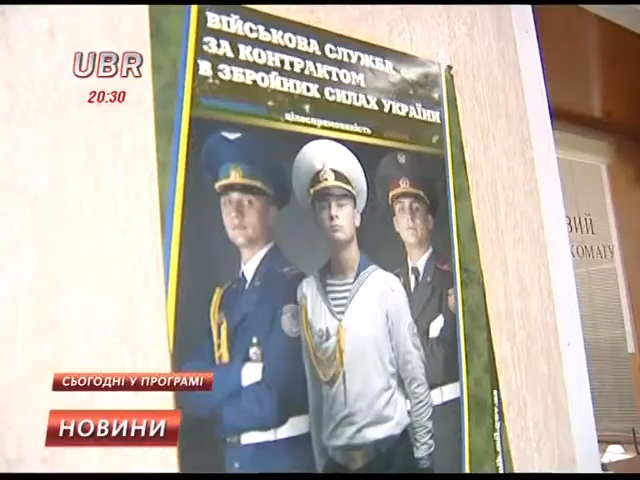 ВІЙСЬКОВА СЛУЖБА
ЗА КОНТРАКТОМ
В ЗБРОЙНИХ СИЛАХ УКРАЇНИ
цілеспрямованість
UBR
20:30
ВИЙ
КОМАТУ
СЬОГОДНІ У ПРОГРАМІ
НОВИНИ